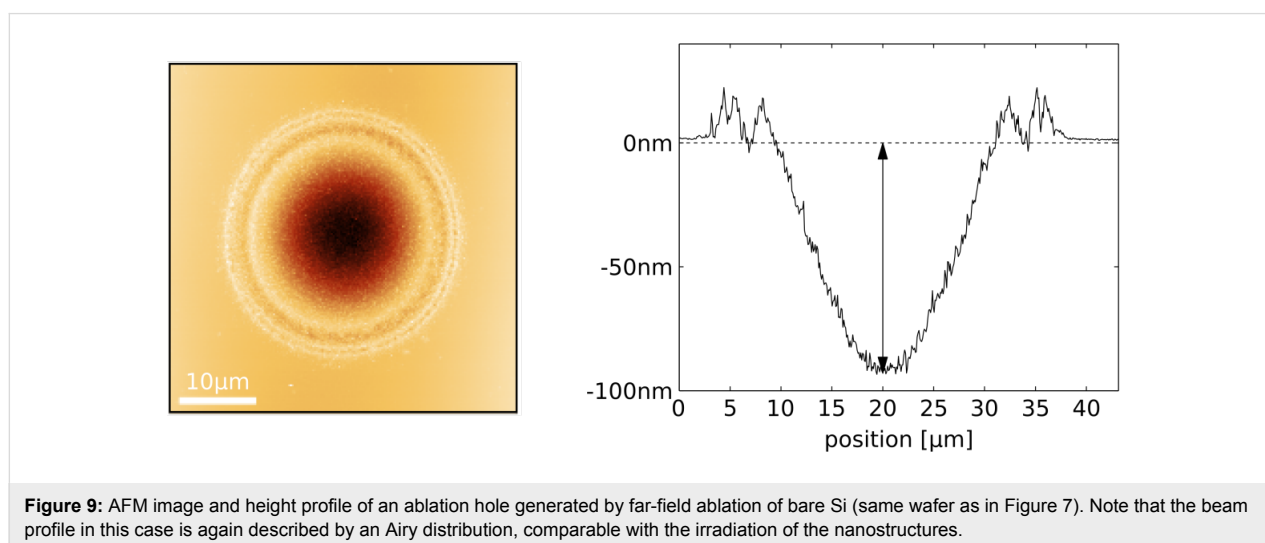 10μm
0nm
-50nm
-100nm
0 5 10 15 20 25 30 35 40
position [μm]
Figure 9: AFM image and height profile of an ablation hole generated by far-field ablation of bare Si (same wafer as in Figure 7). Note that the beam
profile in this case is again described by an Airy distribution, comparable with the irradiation of the nanostructures.